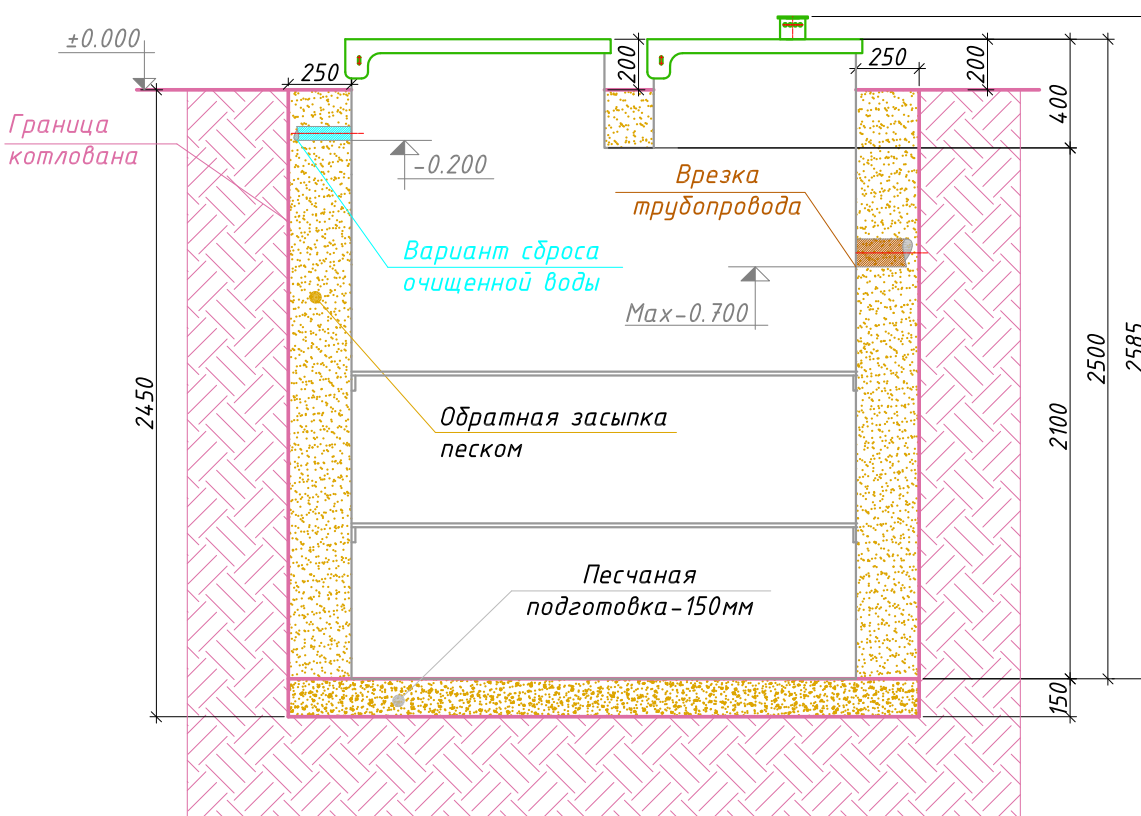 ±0.000
250
200
250
200
400
Граница
котлована
-0.200
Врезка
трубопровода
Вариант сброса
очищенной воды
Max-0.700
2585
2500
2450
2100
Обратная засыпка
песком
Песчаная
подготовка-150мм
150